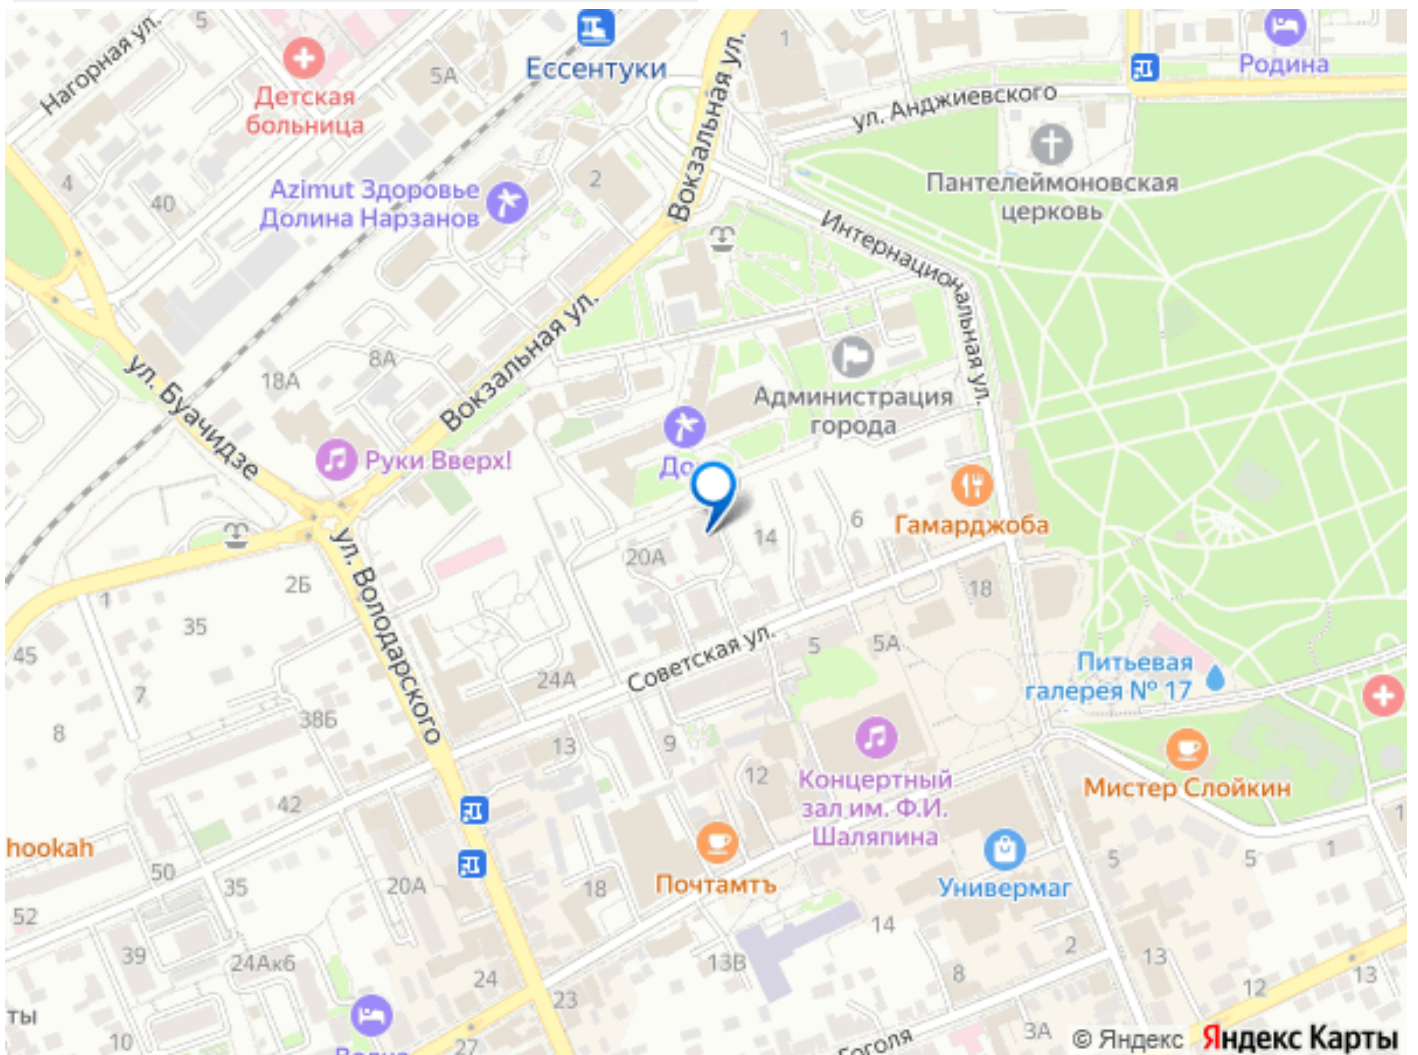 Нагорная ул.
5
5А
Ессентуки
Вокзальная ул.
1
Родина
Детская
больница
ул. Анджиевского
4
40
Azimut Здоровье
Долина Нарзанов
2
Пантелеймоновская
церковь
Интернациональная ул.
ул. Буачидзе
18А
8А
Вокзальная ул.
Администрация
города
Руки Вверх!
До
Гамарджоба
20А
14
6
18
2Б
1
35
45
7
8
38Б
ул. Володарского
24А
Советская ул.
5
5А
Питьевая
галерея № 17
13
9
12
Концертный
зал им. Ф.И.
Шаляпина
Мистер Слойкин
42
hookah
50
35
20А
18
Почтамтъ
Универмаг
5
5
1
1
52
39
24Ак6
24
23
13В
14
8
2
13
12
13
ты
10
27
Гоголя
3А
© Яндекс Яндекс Карты